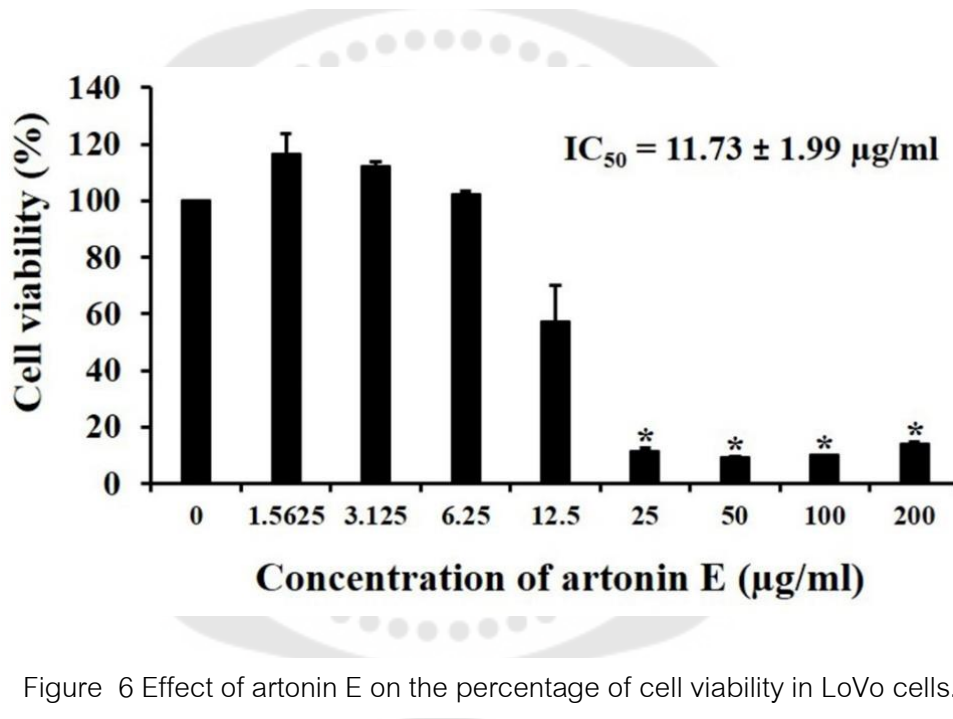 140
120
100
80
60
40
20
0
Cell viability (%)
IC₅₀ = 11.73 ± 1.99 µg/ml
* * * *
0 1.5625 3.125 6.25 12.5 25 50 100 200
Concentration of artonin E (µg/ml)
Figure 6 Effect of artonin E on the percentage of cell viability in LoVo cells.